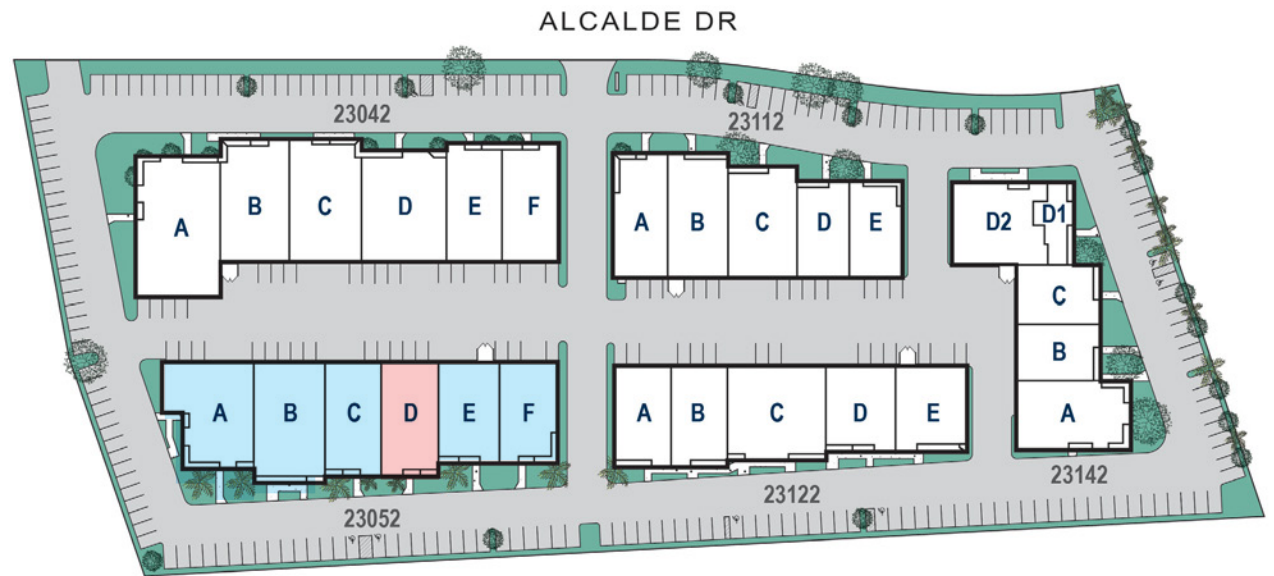 ALCALDE DR
23042
23112
A B C D E F
A B C D E
D2 D1
C
B
A
A B C D E F
A B C D E
23052
23122
23142